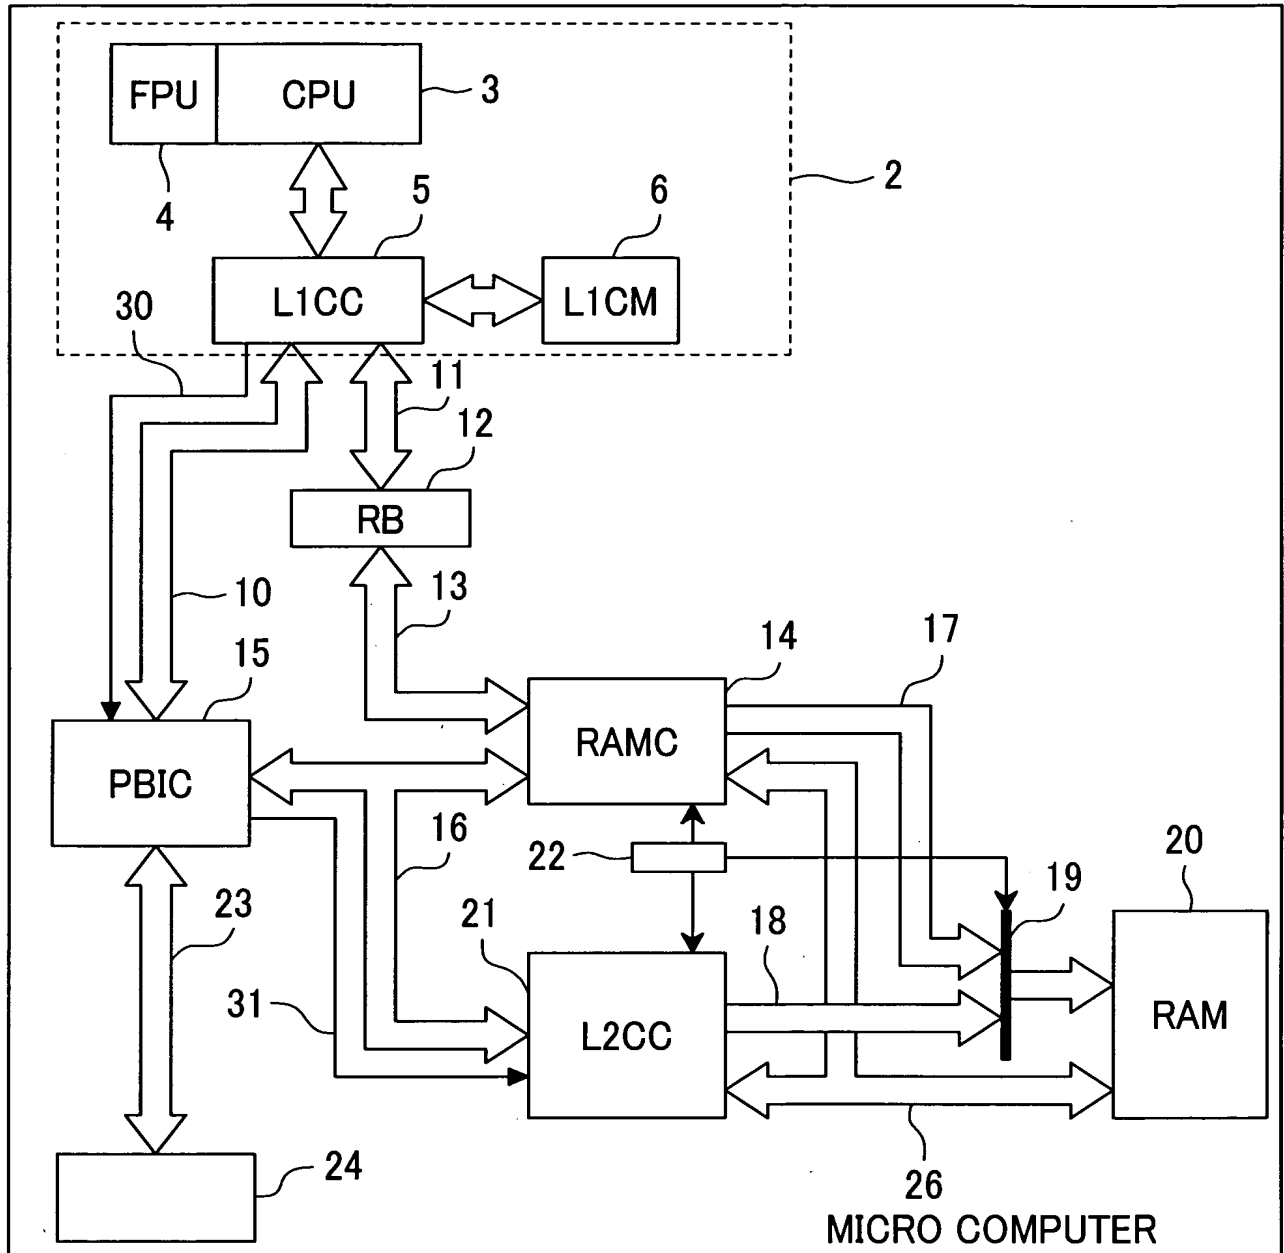 FPU CPU 3
4
2
5 6
L1CC L1CM
30
11
12
RB
10 13
15 14 17
RAMC
PBIC
16 22 20
19
23 21 18
31 L2CC RAM
24
26
MICRO COMPUTER